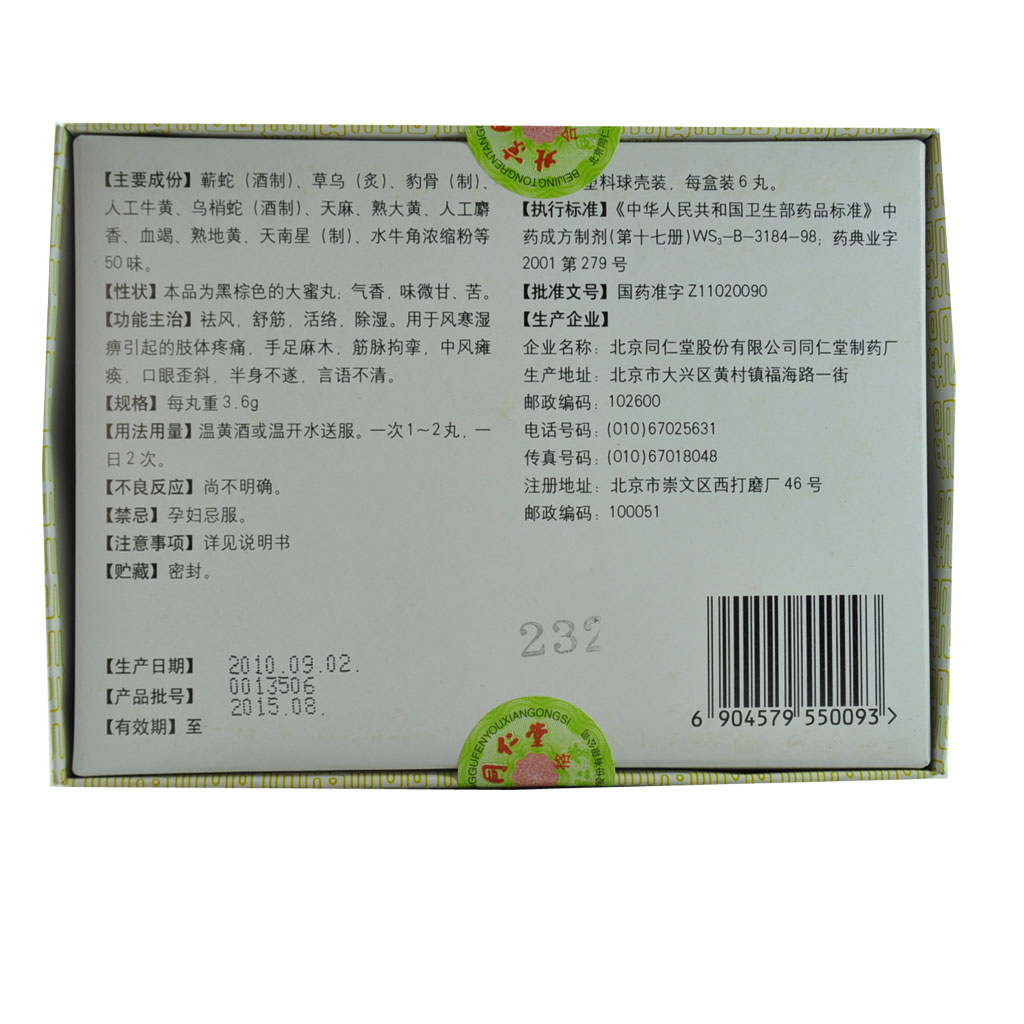 【主要成份】蕲蛇（酒制）、草乌（炙）、豹骨（制）、
人工牛黄、乌梢蛇（酒制）、天麻、熟大黄、人工麝
香、血竭、熟地黄、天南星（制）、水牛角浓缩粉等
50味。
【性状】本品为黑棕色的大蜜丸；气香，味微甘、苦。
【功能主治】祛风，舒筋，活络，除湿。用于风寒湿
痹引起的肢体疼痛，手足麻木，筋脉拘挛，中风瘫
痪，口眼歪斜，半身不遂，言语不清。
【规格】每丸重3.6g
【用法用量】温黄酒或温开水送服。一次1～2丸，一
日2次。
【不良反应】尚不明确。
【禁忌】孕妇忌服。
【注意事项】详见说明书
【贮藏】密封。
【生产日期】 2010.09.02.
【产品批号】 0013506
【有效期】至 2015.08.
塑料球壳装，每盒装6丸。
【执行标准】《中华人民共和国卫生部药品标准》中
药成方制剂(第十七册)WS₃-B-3184-98；药典业字
2001第279号
【批准文号】国药准字Z11020090
【生产企业】
企业名称：北京同仁堂股份有限公司同仁堂制药厂
生产地址：北京市大兴区黄村镇福海路一街
邮政编码：102600
电话号码：(010)67025631
传真号码：(010)67018048
注册地址：北京市崇文区西打磨厂46号
邮政编码：100051
232
6 904579 550093 >
北京
合
北京同仁
BEIJINGTONGRENTANG
同仁堂
格
GGUFENYOUXIANGONGSI
股份有限公司